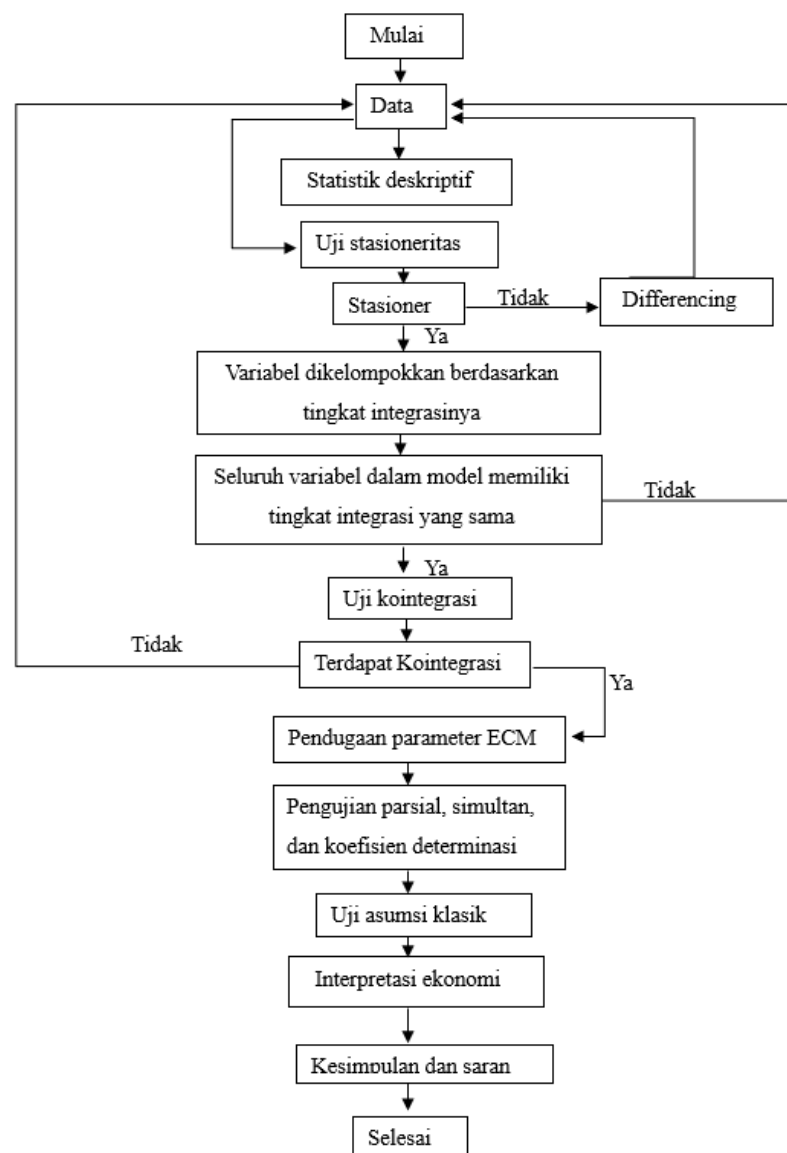 Mulai
Data
Statistik deskriptif
Uji stasioneritas
Stasioner
Tidak
Differencing
Ya
Variabel dikelompokkan berdasarkan
tingkat integrasinya
Seluruh variabel dalam model memiliki
tingkat integrasi yang sama
Tidak
Ya
Uji kointegrasi
Tidak
Terdapat Kointegrasi
Ya
Pendugaan parameter ECM
Pengujian parsial, simultan,
dan koefisien determinasi
Uji asumsi klasik
Interpretasi ekonomi
Kesimpulan dan saran
Selesai